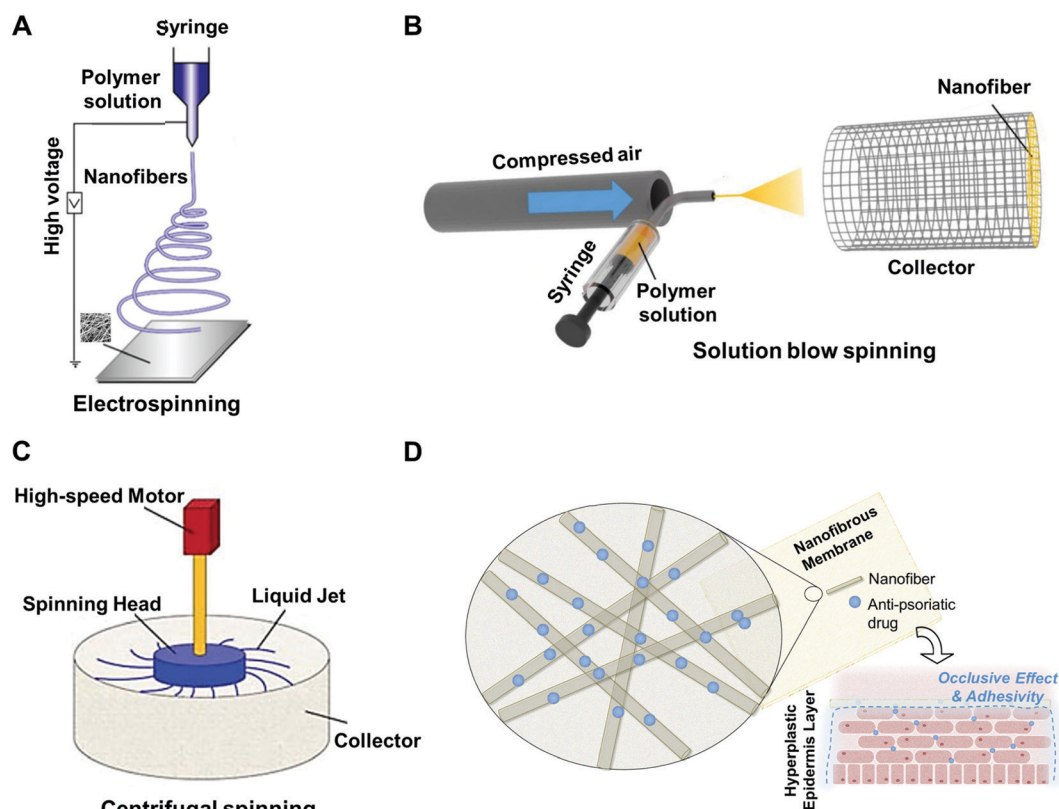 A
Syringe
Polymer
solution
High voltage
V
Nanofibers
Electrospinning
B
Nanofiber
Compressed air
Syringe
Polymer
solution
Collector
Solution blow spinning
C
High-speed Motor
Spinning Head
Liquid Jet
Collector
Centrifugal spinning
D
Nanofibrous
Membrane
Nanofiber
Anti-psoriatic
drug
Occlusive Effect
& Adhesivity
Hyperplastic
Epidermis Layer